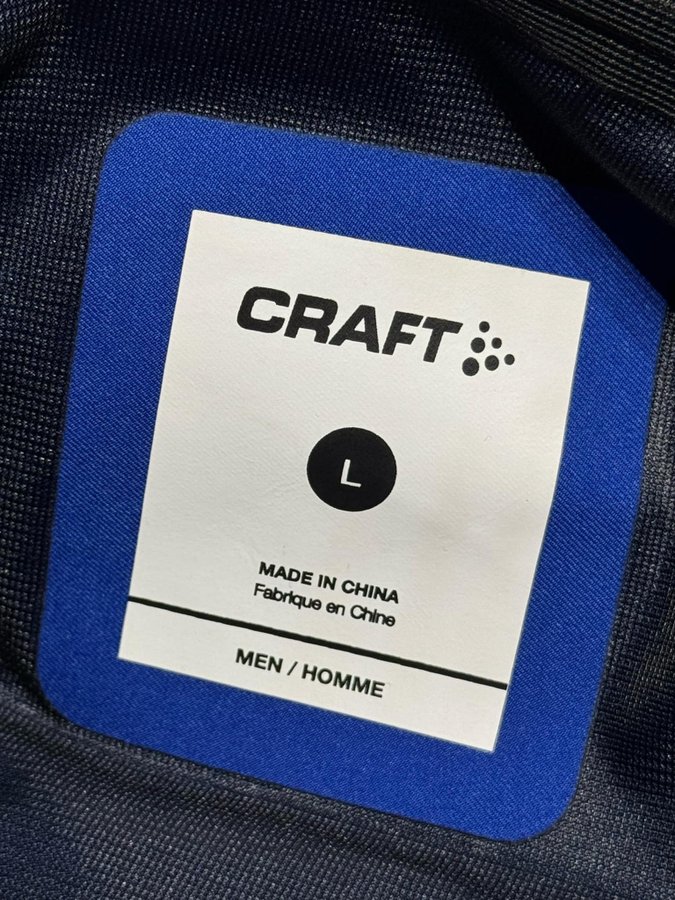 CRAFT
L
MADE IN CHINA
Fabrique en Chine
MEN / HOMME